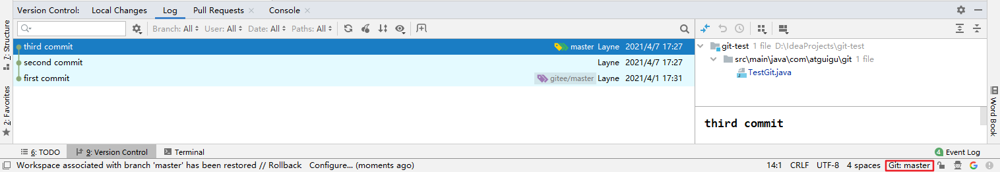 Version Control: Local Changes Log Pull Requests Console
Branch: All User: All Date: All Paths: All
third commit master Layne 2021/4/7 17:27
second commit Layne 2021/4/7 17:27
first commit gitee/master Layne 2021/4/1 17:31
git-test 1 file D:\IdeaProjects\git-test
src\main\java\com\atguigu\git 1 file
TestGit.java
third commit
7: Structure
2: Favorites
Word Book
6: TODO 9: Version Control Terminal 4 Event Log
Workspace associated with branch 'master' has been restored // Rollback Configure... (moments ago) 14:1 CRLF UTF-8 4 spaces Git: master